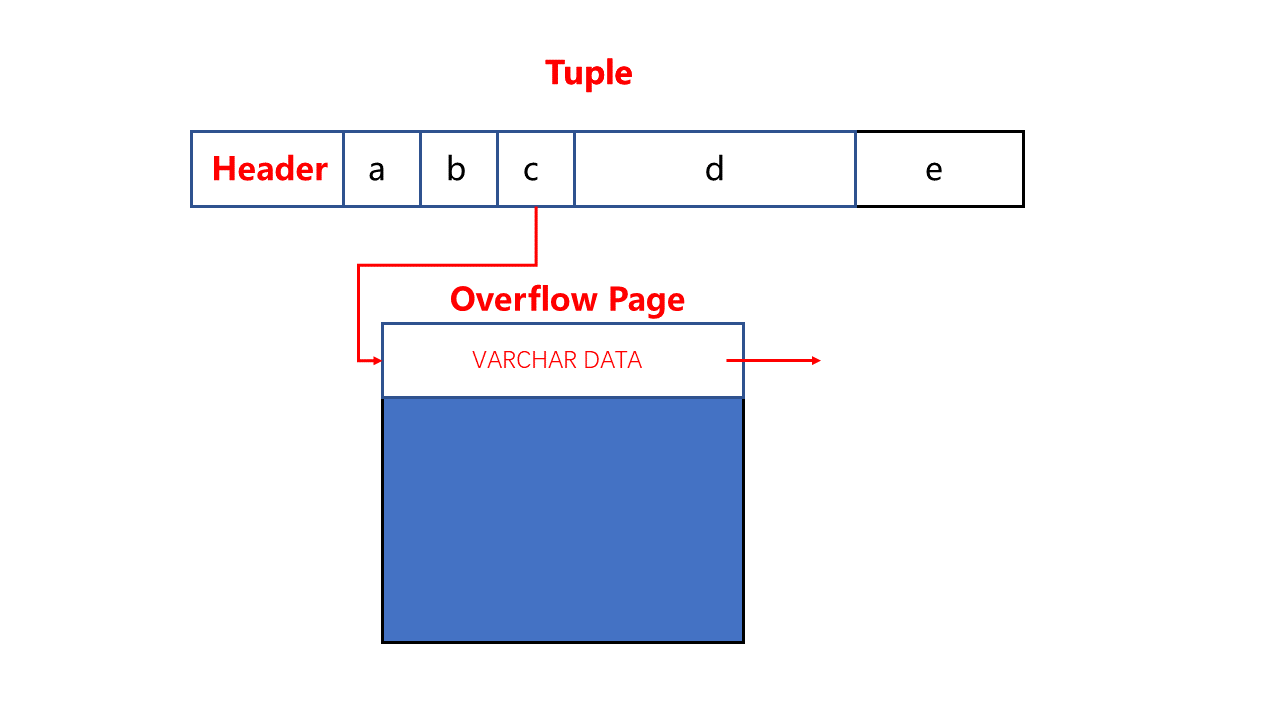 Tuple
Header a b c d e
Overflow Page
VARCHAR DATA